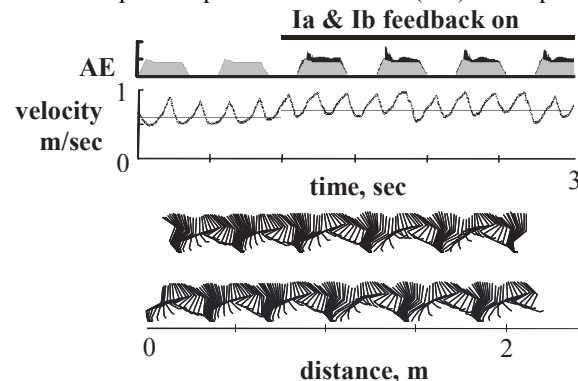 Ia & Ib feedback on
AE
velocity
m/sec
1
0
3
time, sec
0
2
distance, m